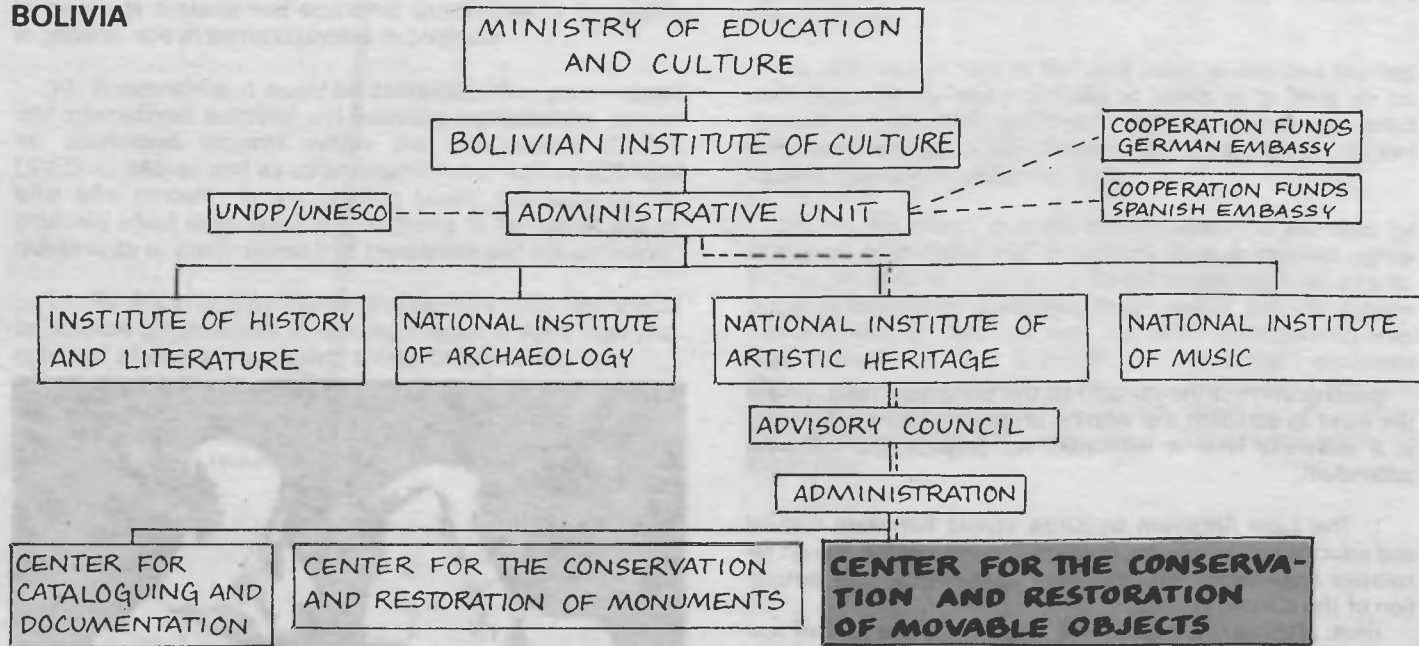 BOLIVIA
MINISTRY OF EDUCATION
AND CULTURE
BOLIVIAN INSTITUTE OF CULTURE
COOPERATION FUNDS
GERMAN EMBASSY
UNDP/UNESCO
ADMINISTRATIVE UNIT
COOPERATION FUNDS
SPANISH EMBASSY
INSTITUTE OF HISTORY
AND LITERATURE
NATIONAL INSTITUTE
OF ARCHAEOLOGY
NATIONAL INSTITUTE OF
ARTISTIC HERITAGE
NATIONAL INSTITUTE
OF MUSIC
ADVISORY COUNCIL
ADMINISTRATION
CENTER FOR
CATALOGUING AND
DOCUMENTATION
CENTER FOR THE CONSERVATION
AND RESTORATION OF MONUMENTS
CENTER FOR THE CONSERVA-
TION AND RESTORATION
OF MOVABLE OBJECTS